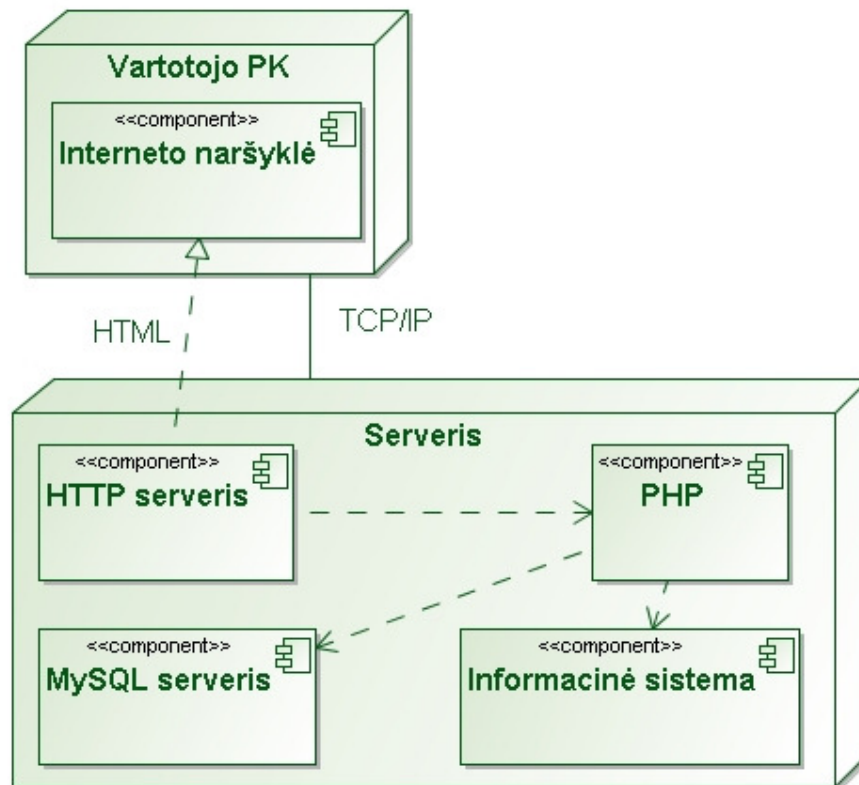 Vartotojo PK
<<component>>
Interneto naršyklė
HTML
TCP/IP
Serveris
<<component>>
HTTP serveris
<<component>>
PHP
<<component>>
MySQL serveris
<<component>>
Informacinė sistema